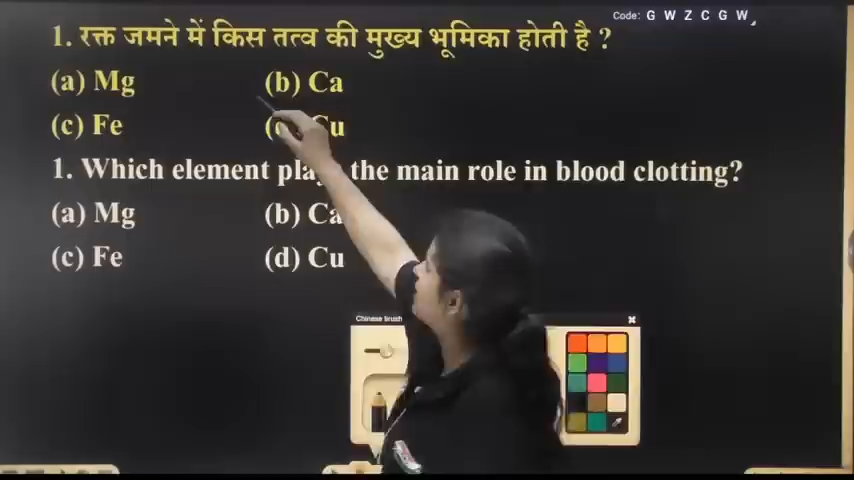 Code: G W Z C G W
1. रक्त जमने में किस तत्व की मुख्य भूमिका होती है ?
(a) Mg (b) Ca
(c) Fe
1. Which element the main role in blood clotting?
(a) Mg (b) Ca
(c) Fe (d) Cu
Chinese Brush